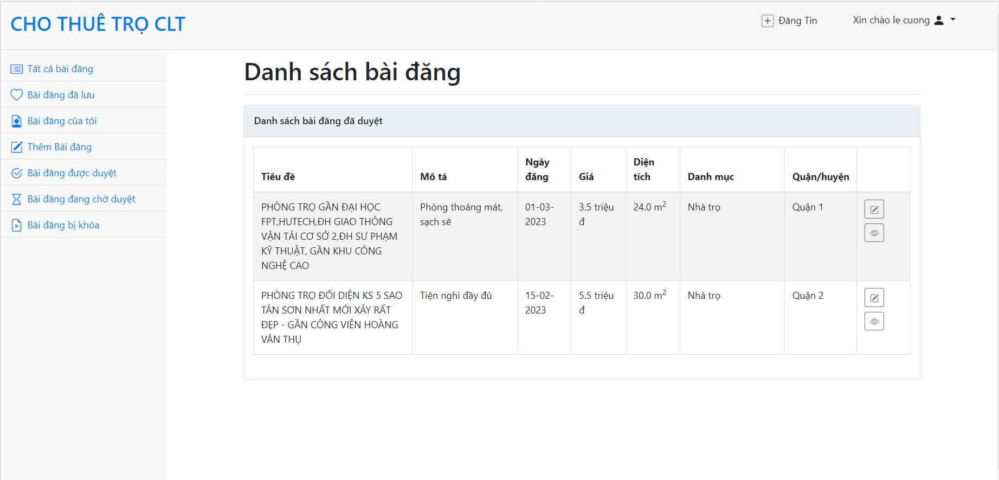 CHO THUÊ TRỌ CLT
Đăng Tin
Xin chào le cuong
Tất cả bài đăng
Bài đăng đã lưu
Bài đăng của tôi
Thêm Bài đăng
Bài đăng được duyệt
Bài đăng đang chờ duyệt
Bài đăng bị khóa
Danh sách bài đăng
Danh sách bài đăng đã duyệt
Tiêu đề
Mô tả
Ngày
đăng
Giá
Diện
tích
Danh mục
Quận/huyện
PHÒNG TRỌ GẦN ĐẠI HỌC
FPT,HUTECH,ĐH GIAO THÔNG
VẬN TẢI CƠ SỞ 2,ĐH SƯ PHẠM
KỸ THUẬT, GẦN KHU CÔNG
NGHỆ CAO
Phòng thoáng mát,
sạch sẽ
01-03-
2023
3.5 triệu
đ
24.0 m²
Nhà trọ
Quận 1
PHÒNG TRỌ ĐỐI DIỆN KS 5 SAO
TÂN SƠN NHẤT MỚI XÂY RẤT
ĐẸP - GẦN CÔNG VIÊN HOÀNG
VĂN THỤ
Tiện nghi đầy đủ
15-02-
2023
5.5 triệu
đ
30.0 m²
Nhà trọ
Quận 2